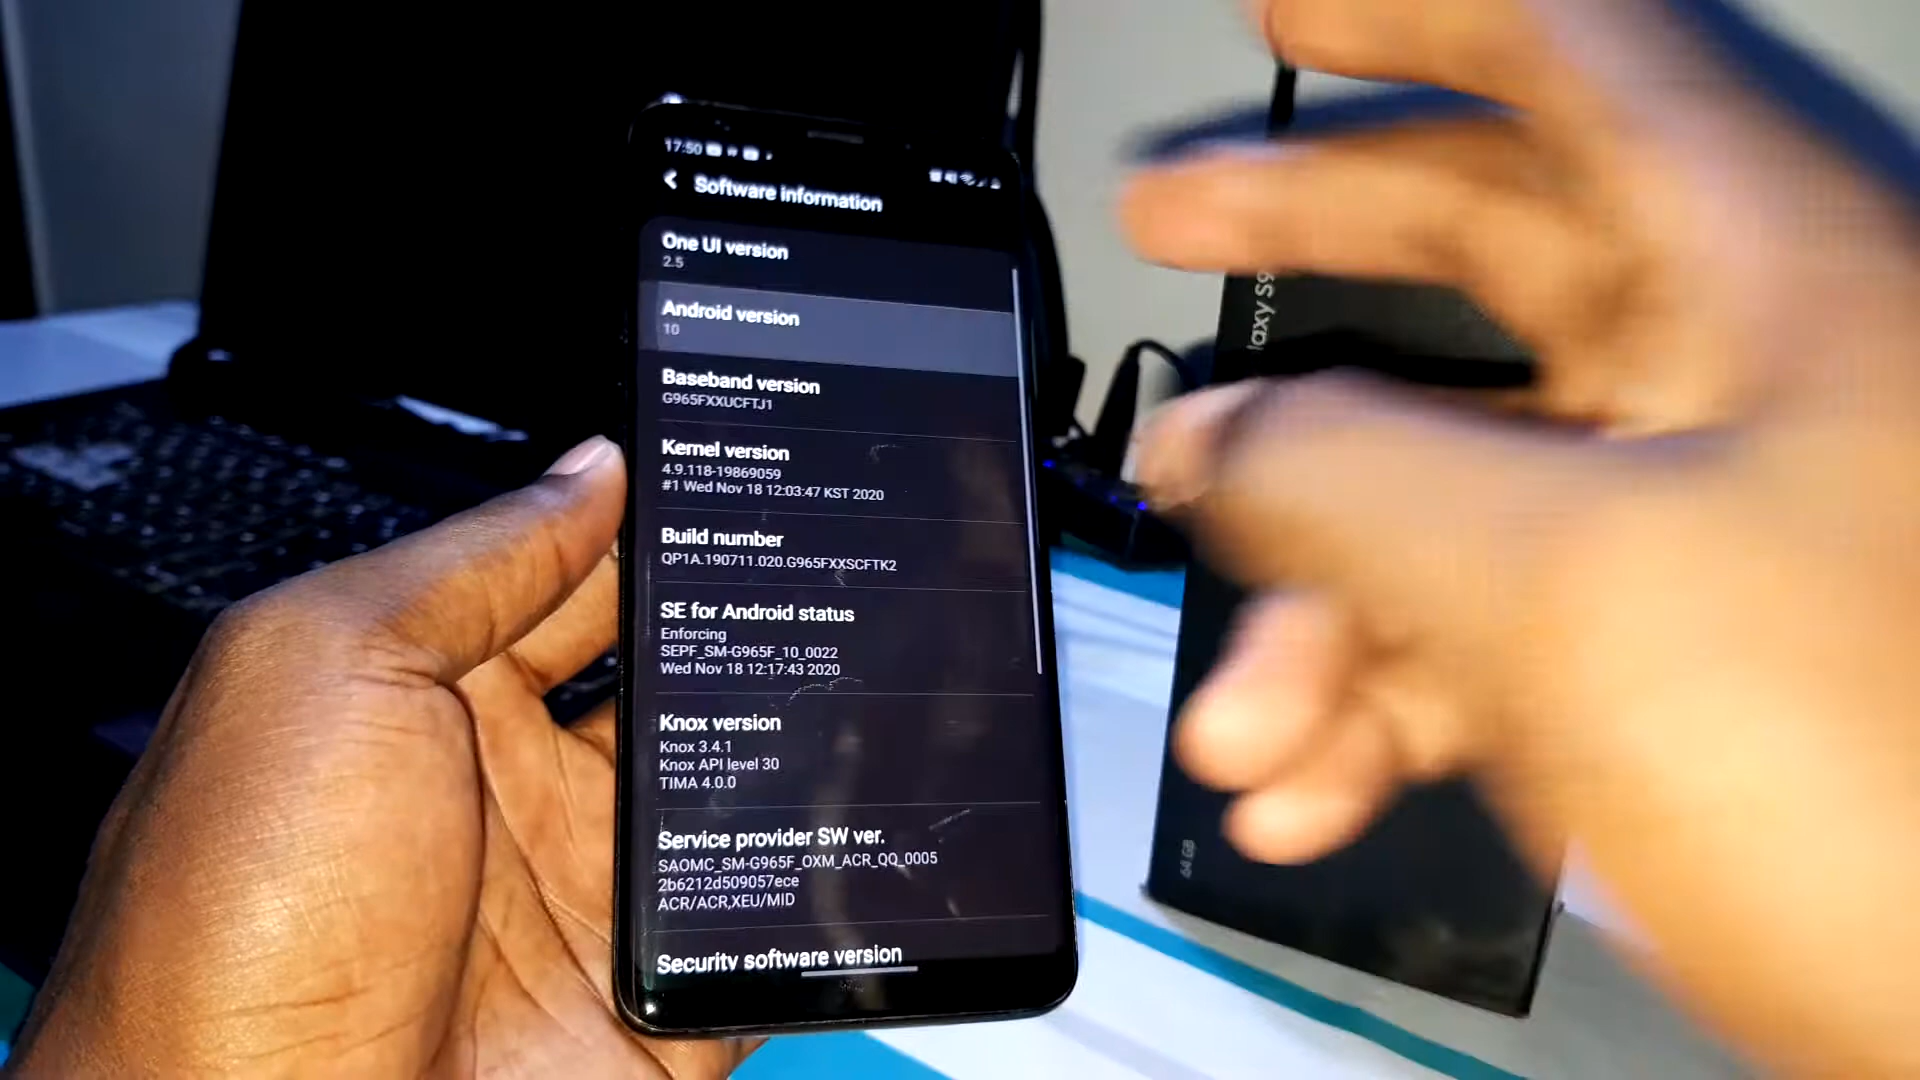 17:50
Software information
One UI version
2.5
Android version
10
Baseband version
G965FXXUCFTJ1
Kernel version
4.9.118-19869059
#1 Wed Nov 18 12:03:47 KST 2020
Build number
QP1A.190711.020.G965FXXSCFTK2
SE for Android status
Enforcing
SEPF_SM-G965F_10_0022
Wed Nov 18 12:17:43 2020
Knox version
Knox 3.4.1
Knox API level 30
TIMA 4.0.0
Service provider SW ver.
SAOMC_SM-G965F_OXM_ACR_QQ_0005
2b6212d509057ece
ACR/ACR,XEU/MID
Security software version
laxy S9
64 GB